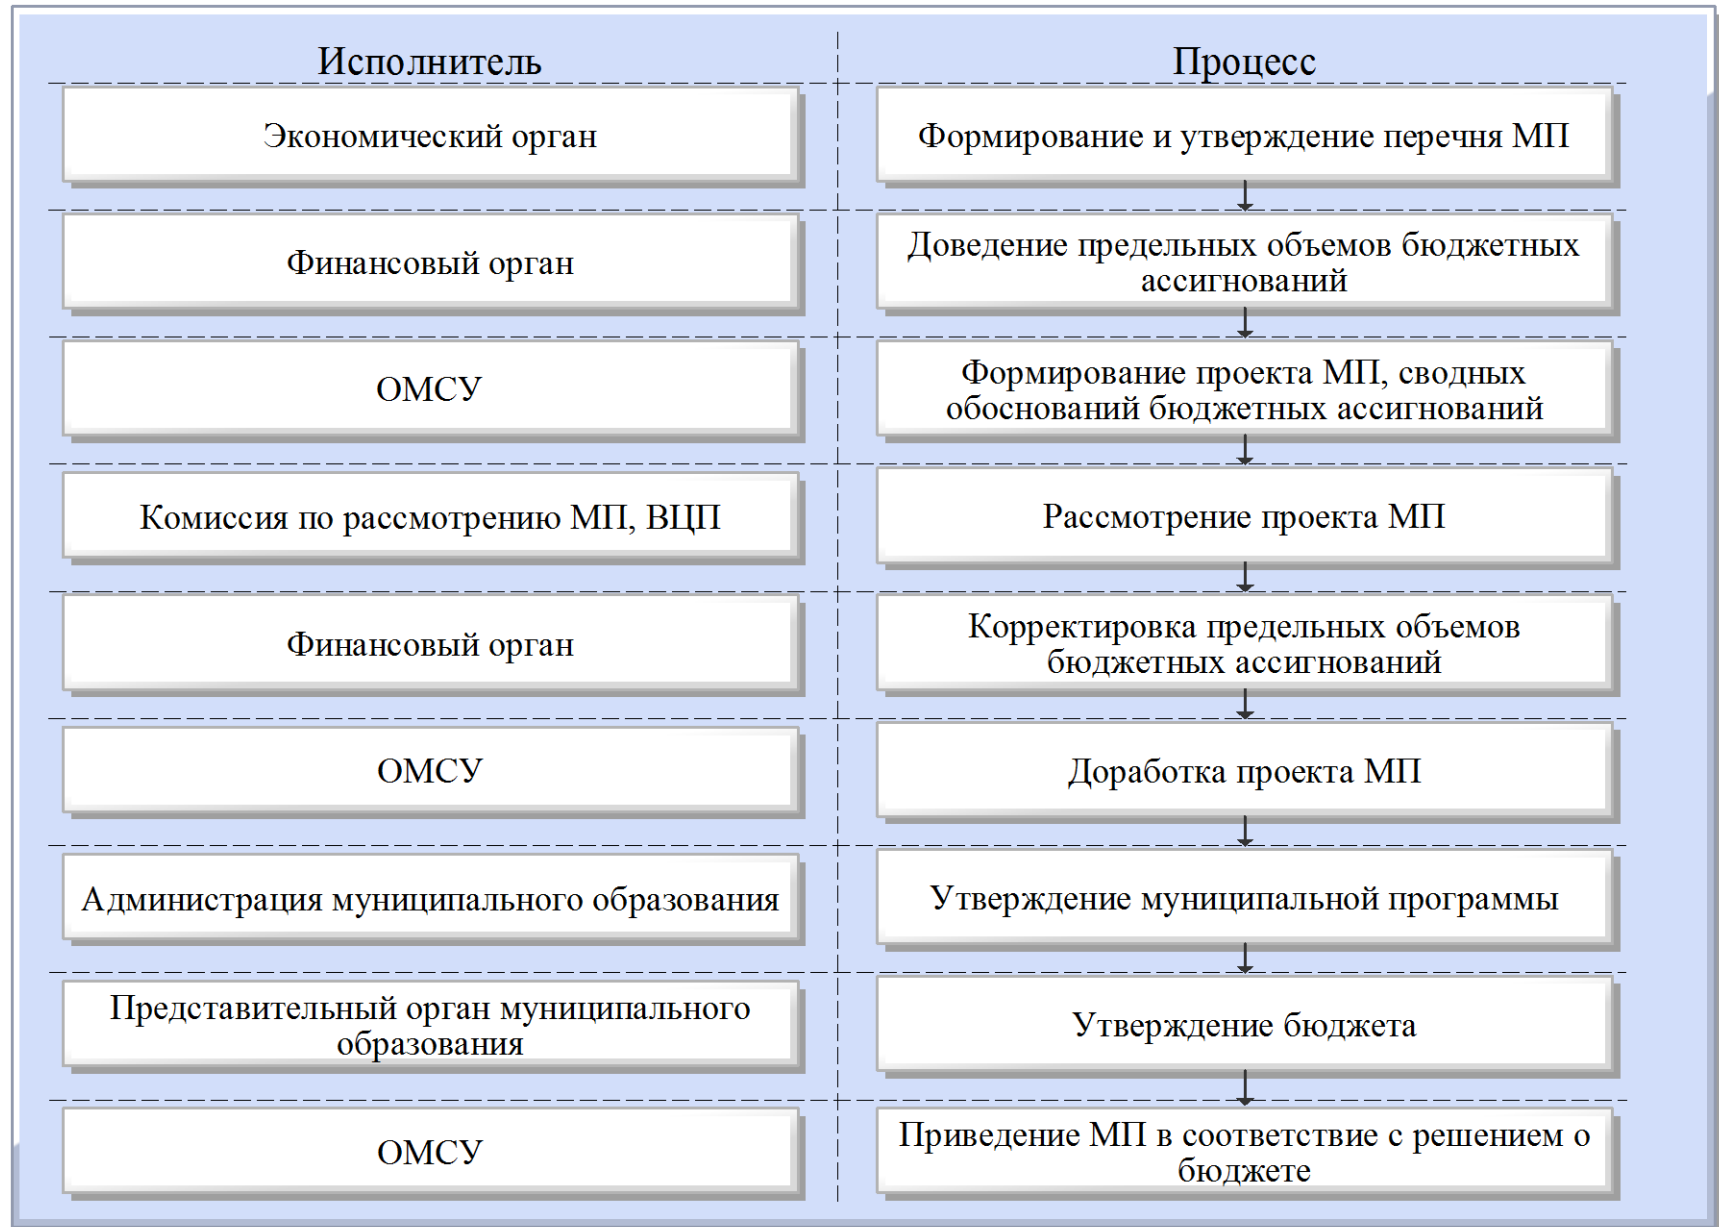 Исполнитель
Процесс
Экономический орган
Формирование и утверждение перечня МП
Финансовый орган
Доведение предельных объемов бюджетных
ассигнований
ОМСУ
Формирование проекта МП, сводных
обоснований бюджетных ассигнований
Комиссия по рассмотрению МП, ВЦП
Рассмотрение проекта МП
Финансовый орган
Корректировка предельных объемов
бюджетных ассигнований
ОМСУ
Доработка проекта МП
Администрация муниципального образования
Утверждение муниципальной программы
Представительный орган муниципального
образования
Утверждение бюджета
ОМСУ
Приведение МП в соответствие с решением о
бюджете